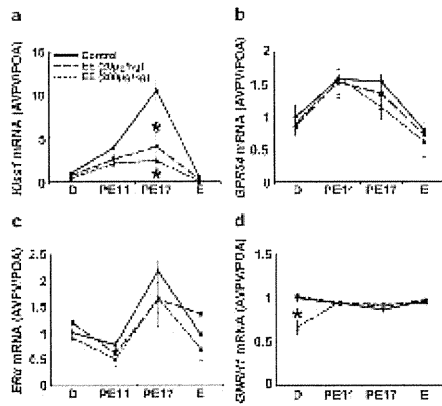 a
Kiss1 mRNA (AVPV/POA)
15
10
5
0
Control
EE (20µg/kg)
EE (200µg/kg)
*
*
D PE11 PE17 E
b
GPR54 mRNA (AVPV/POA)
2
1.5
1
0.5
0
D PE11 PE17 E
c
mRNA (AVPV/POA)
2.5
2
1.5
1
0.5
0
D PE11 PE17 E
d
mRNA (AVPV/POA)
1.5
1
0.5
0
*
D PE11 PE17 E